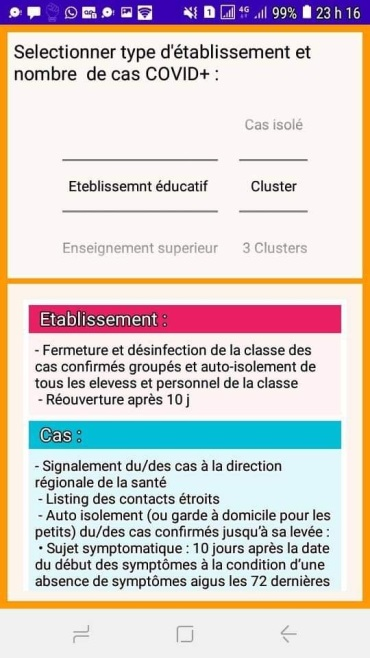 4G 99% 23 h 16
Selectionner type d'établissement et
nombre de cas COVID+ :
Cas isolé
Eteblissemnt éducatif Cluster
Enseignement superieur 3 Clusters
Etablissement :
- Fermeture et désinfection de la classe des
cas confirmés groupés et auto-isolement de
tous les elevess et personnel de la classe
- Réouverture après 10 j
Cas :
- Signalement du/des cas à la direction
régionale de la santé
- Listing des contacts étroits
- Auto isolement (ou garde à domicile pour les
petits) du/des cas confirmés jusqu'à sa levée :
• Sujet symptomatique : 10 jours après la date
du début des symptômes à la condition d'une
absence de symptômes aigus les 72 dernières